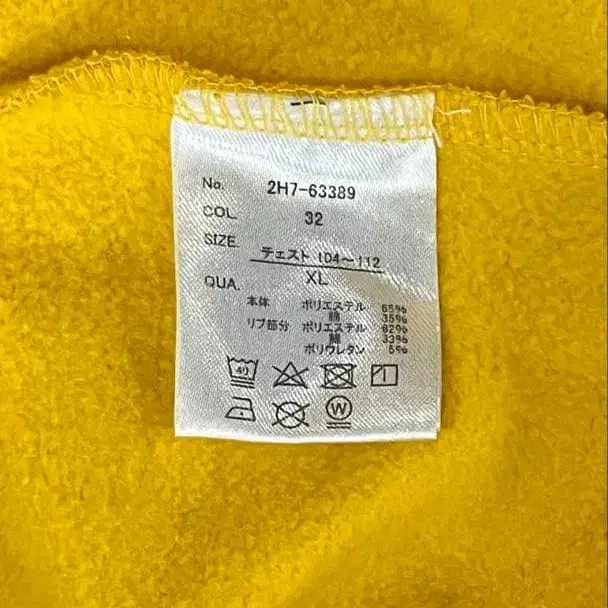 No. 2H7-63389
COL. 32
SIZE. チェスト 104〜112
XL
QUA.
本体 ポリエステル 65%
綿 35%
リブ部分 ポリエステル 62%
綿 33%
ポリウレタン 5%
40
W